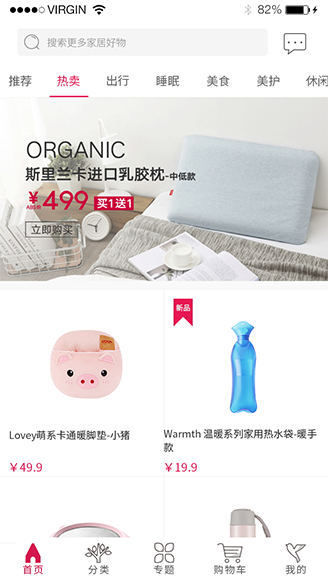 VIRGIN 82%
搜索更多家居好物
推荐 热卖 出行 睡眠 美食 美护 休闲
ORGANIC
斯里兰卡进口乳胶枕-中低款
¥499 买1送1
立即购买
新品
Lovey萌系卡通暖脚垫-小猪
Warmth 温暖系列家用热水袋-暖手
款
¥49.9
¥19.9
首页 分类 专题 购物车 我的